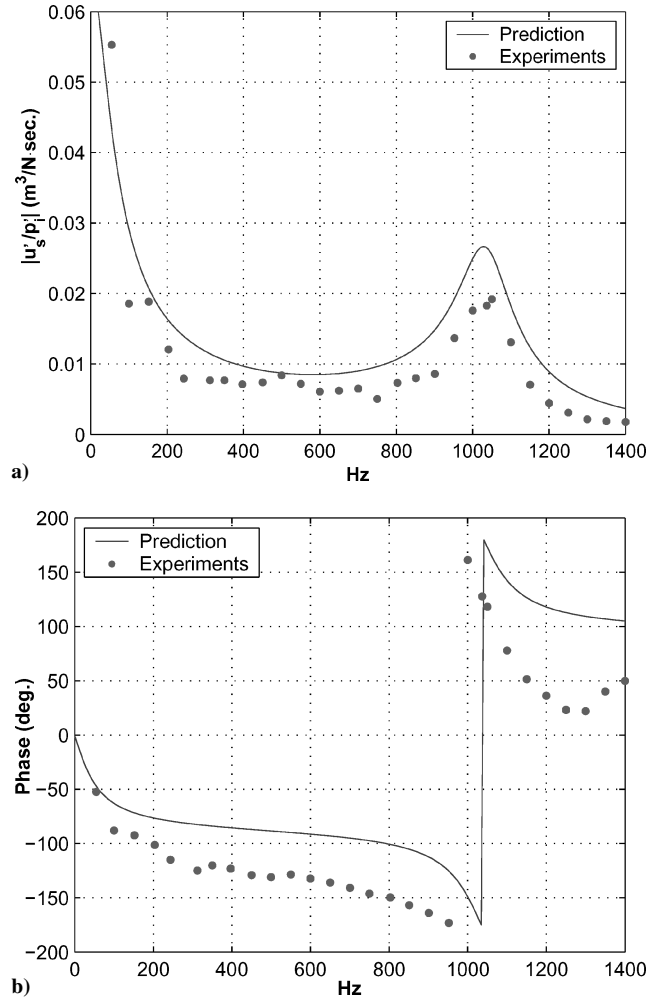 0.06
0.05
0.04
0.03
0.02
0.01
0
|u's/p'i| (m³/N·sec.)
Prediction
Experiments
0 200 400 600 800 1000 1200 1400
Hz
a)
200
150
100
50
0
−50
−100
−150
−200
Phase (deg.)
Prediction
Experiments
0 200 400 600 800 1000 1200 1400
Hz
b)